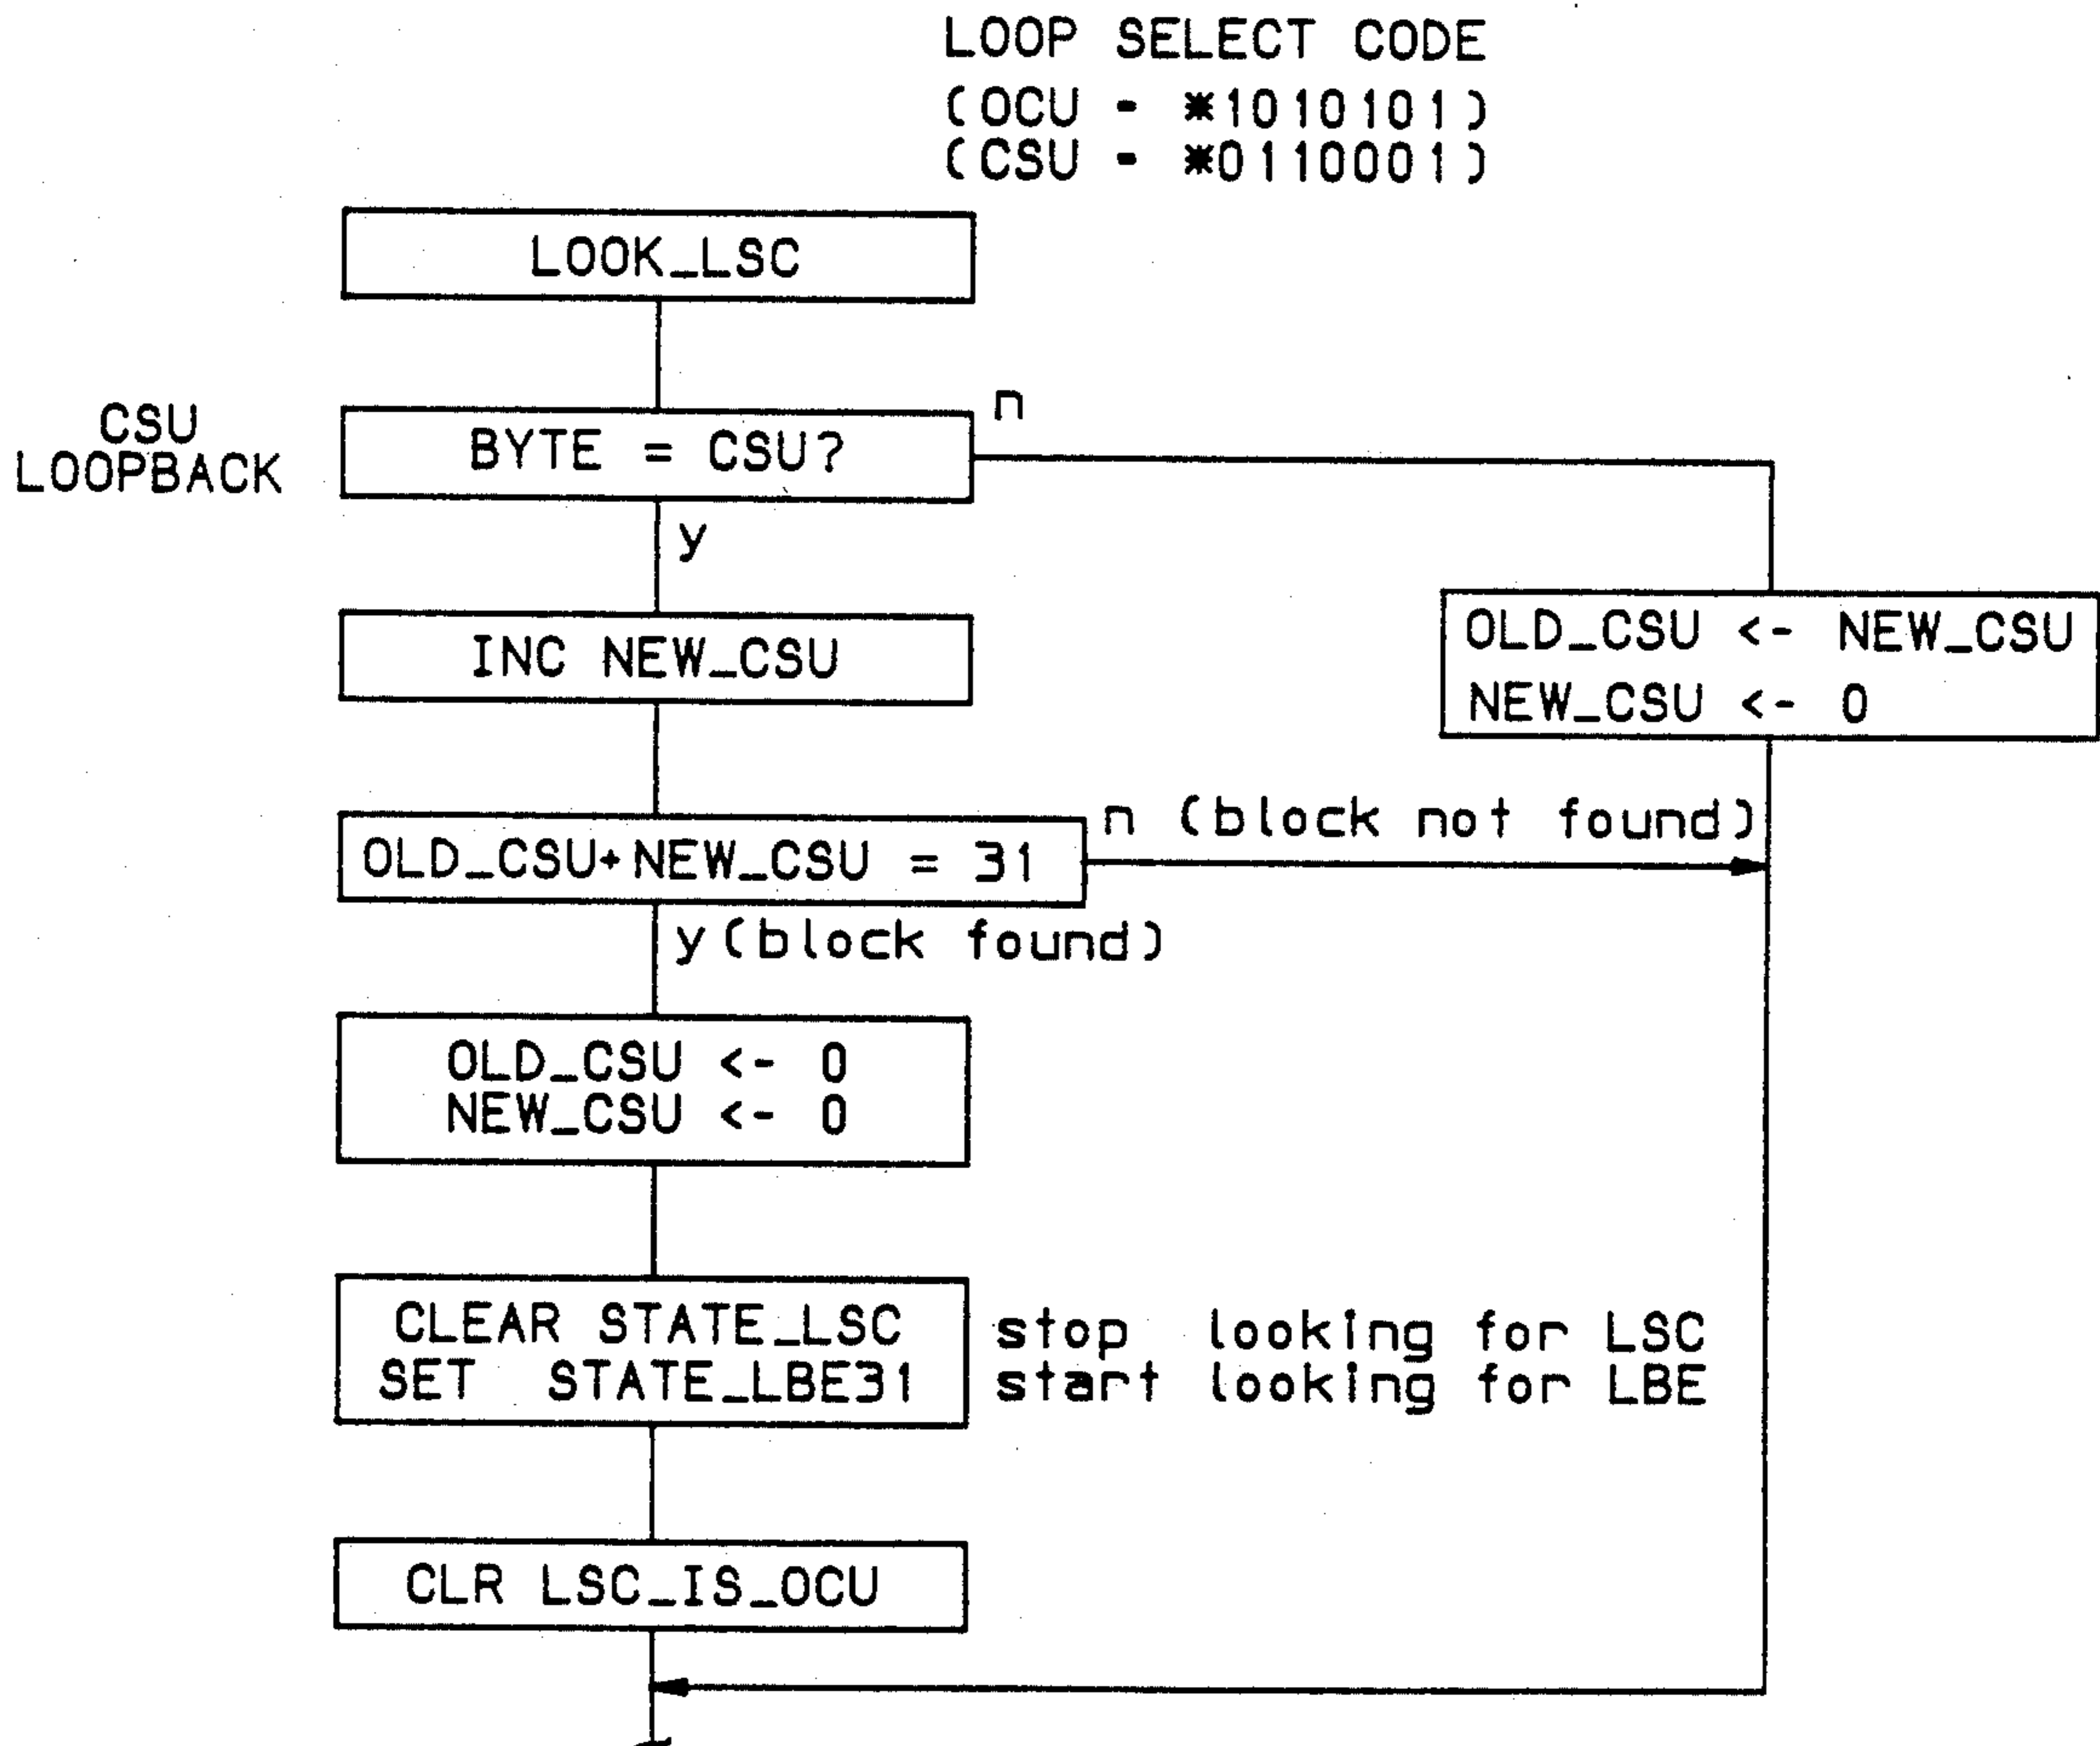 LOOP SELECT CODE
(OCU - *1010101)
(CSU - *0110001)
LOOK_LSC
CSU
LOOPBACK
BYTE = CSU?
n
y
INC NEW_CSU
OLD_CSU <- NEW_CSU
NEW_CSU <- 0
OLD_CSU+NEW_CSU = 31
n (block not found)
y(block found)
OLD_CSU <- 0
NEW_CSU <- 0
CLEAR STATE_LSC
SET STATE_LBE31
stop looking for LSC
start looking for LBE
CLR LSC_IS_OCU